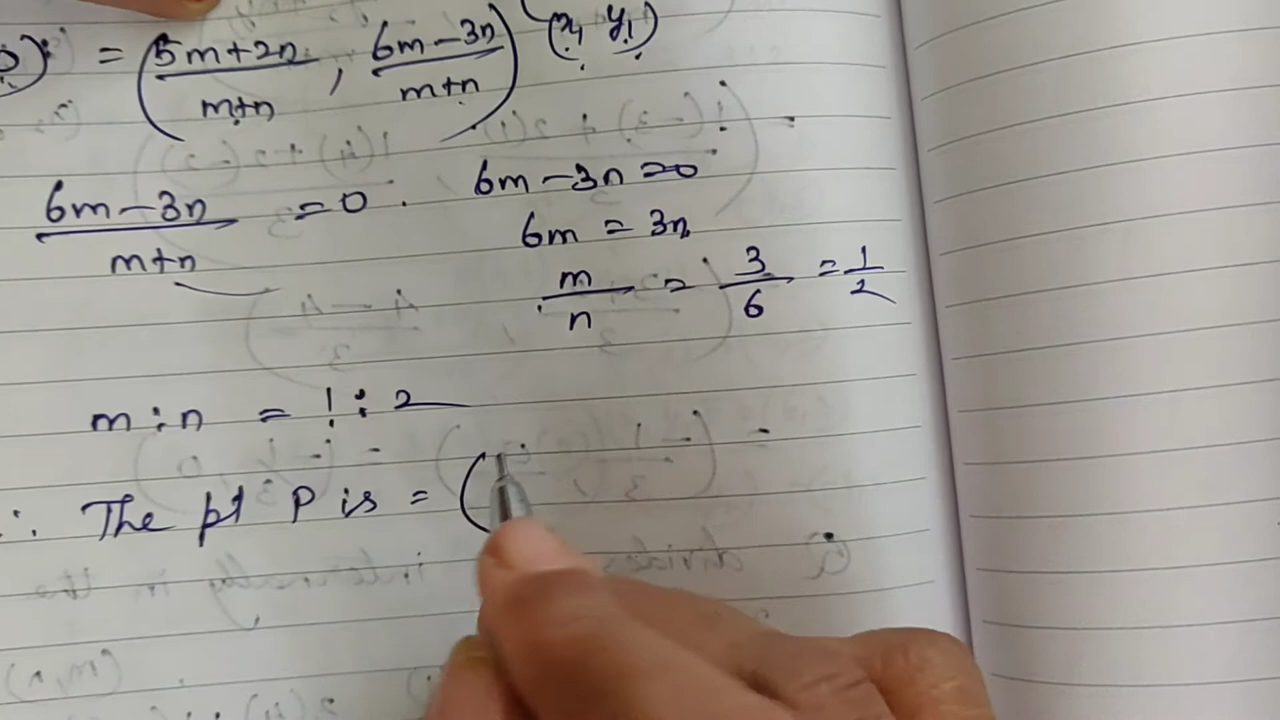 ) = (5m+2n/m+n, 6m-3n/m+n) (x₁ y₁)
6m-3n/m+n = 0. 6m-3n=0
6m = 3n
m/n = 3/6 = 1/2
m:n = 1:2
∴ The pt P is = (